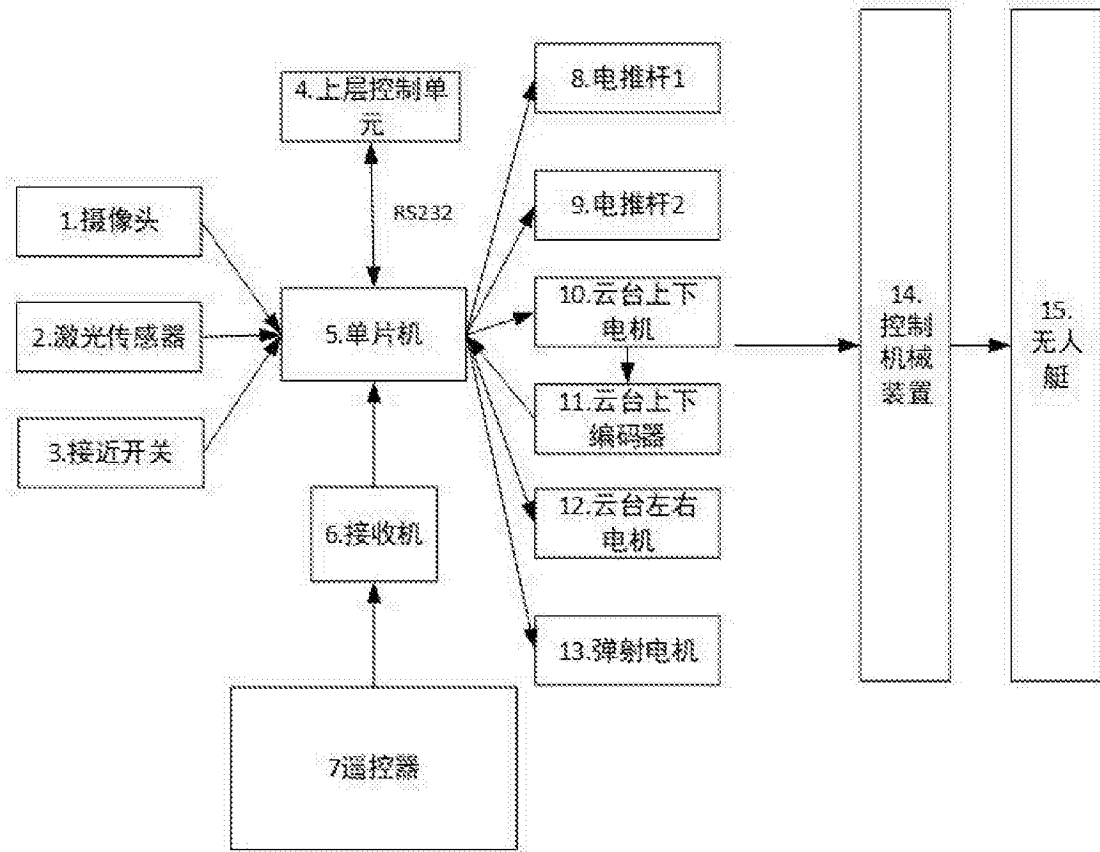 1.摄像头
2.激光传感器
3.接近开关
4.上层控制单
元
RS232
5.单片机
6.接收机
7遥控器
8.电推杆1
9.电推杆2
10.云台上下
电机
11.云台上下
编码器
12.云台左右
电机
13.弹射电机
14.
控制
机械
装置
15.
无人
艇